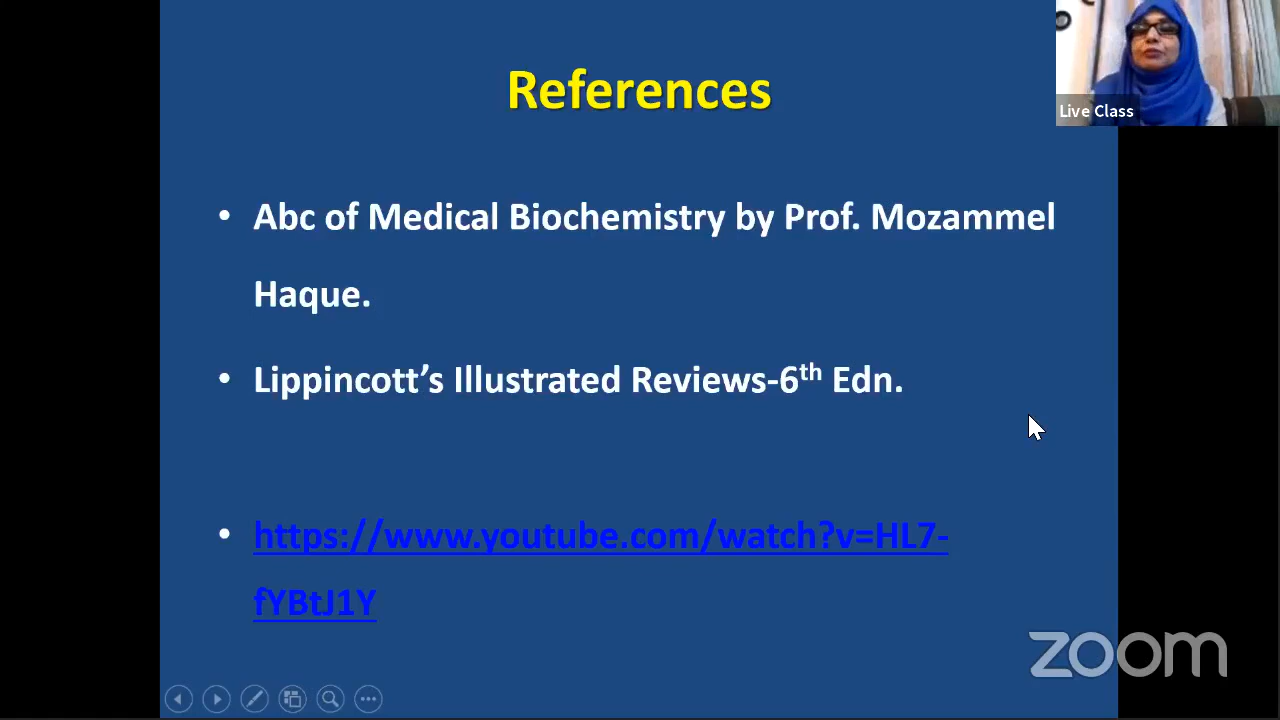 References
Live Class
• Abc of Medical Biochemistry by Prof. Mozammel
Haque.
• Lippincott’s Illustrated Reviews-6th Edn.
• https://www.youtube.com/watch?v=HL7-
fYBtJ1Y
zoom